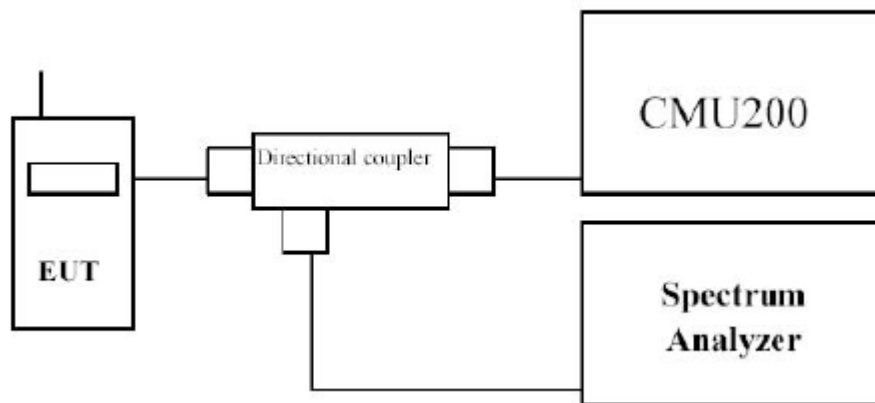 CMU200
Directional coupler
EUT
Spectrum
Analyzer